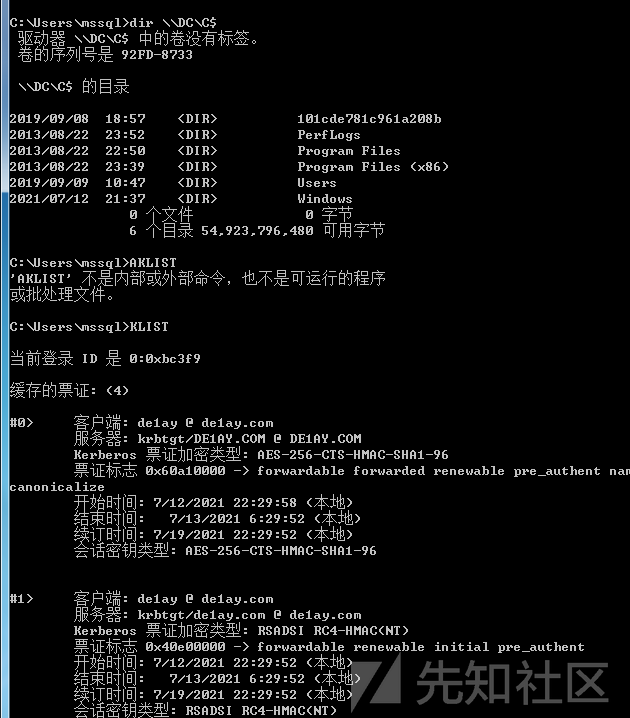 C:\Users\mssql>dir \\DC\C$
驱动器 \\DC\C$ 中的卷没有标签。
卷的序列号是 92FD-8733
\\DC\C$ 的目录
2019/09/08  18:57    <DIR>          101cde781c961a208b
2013/08/22  23:52    <DIR>          PerfLogs
2013/08/22  22:50    <DIR>          Program Files
2013/08/22  23:39    <DIR>          Program Files (x86)
2019/09/09  10:47    <DIR>          Users
2021/07/12  21:37    <DIR>          Windows
0 个文件              0 字节
6 个目录 54,923,796,480 可用字节
C:\Users\mssql>AKLIST
'AKLIST' 不是内部或外部命令，也不是可运行的程序
或批处理文件。
C:\Users\mssql>KLIST
当前登录 ID 是 0:0xbc3f9
缓存的票证: (4)
#0>     客户端: de1ay @ de1ay.com
服务器: krbtgt/DE1AY.COM @ DE1AY.COM
Kerberos 票证加密类型: AES-256-CTS-HMAC-SHA1-96
票证标志 0x60a10000 -> forwardable forwarded renewable pre_authent nam
canonicalize
开始时间: 7/12/2021 22:29:58 (本地)
结束时间:   7/13/2021 6:29:52 (本地)
续订时间: 7/19/2021 22:29:52 (本地)
会话密钥类型: AES-256-CTS-HMAC-SHA1-96
#1>     客户端: de1ay @ de1ay.com
服务器: krbtgt/de1ay.com @ de1ay.com
Kerberos 票证加密类型: RSADSI RC4-HMAC(NT)
票证标志 0x40e00000 -> forwardable renewable initial pre_authent
开始时间: 7/12/2021 22:29:52 (本地)
结束时间:   7/13/2021 6:29:52 (本地)
续订时间: 7/19/2021 22:29:52 (本地)
会话密钥类型: RSADSI RC4-HMAC(NT)
先知社区